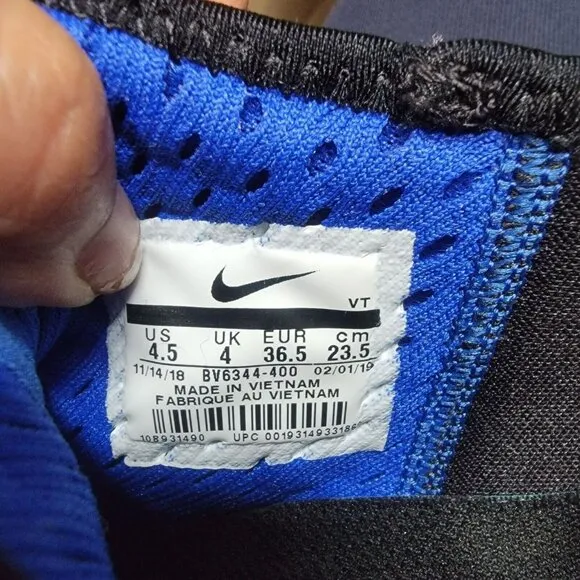 VT
US UK EUR cm
4.5 4 36.5 23.5
11/14/18 BV6344-400 02/01/19
MADE IN VIETNAM
FABRIQUE AU VIETNAM
108931490 UPC